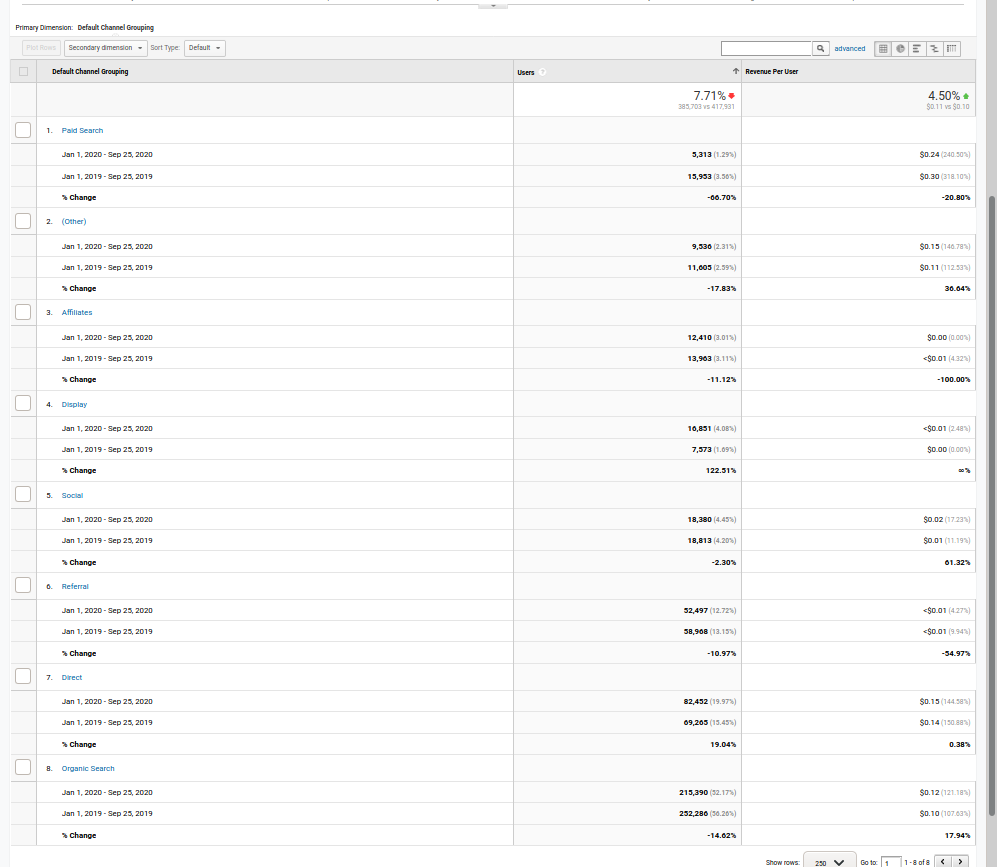 Primary Dimension: Default Channel Grouping
Plot Rows Secondary dimension Sort Type: Default advanced
Default Channel Grouping Users Revenue Per User
7.71% 4.50%
385,703 vs 417,931 $0.11 vs $0.10
1. Paid Search
Jan 1, 2020 - Sep 25, 2020 5,313 (1.29%) $0.24 (240.50%)
Jan 1, 2019 - Sep 25, 2019 15,953 (3.56%) $0.30 (318.10%)
% Change -66.70% -20.80%
2. (Other)
Jan 1, 2020 - Sep 25, 2020 9,536 (2.31%) $0.15 (146.78%)
Jan 1, 2019 - Sep 25, 2019 11,605 (2.59%) $0.11 (112.53%)
% Change -17.83% 36.64%
3. Affiliates
Jan 1, 2020 - Sep 25, 2020 12,410 (3.01%) $0.00 (0.00%)
Jan 1, 2019 - Sep 25, 2019 13,963 (3.11%) <$0.01 (4.32%)
% Change -11.12% -100.00%
4. Display
Jan 1, 2020 - Sep 25, 2020 16,851 (4.08%) <$0.01 (2.48%)
Jan 1, 2019 - Sep 25, 2019 7,573 (1.69%) $0.00 (0.00%)
% Change 122.51% ∞%
5. Social
Jan 1, 2020 - Sep 25, 2020 18,380 (4.45%) $0.02 (17.23%)
Jan 1, 2019 - Sep 25, 2019 18,813 (4.20%) $0.01 (11.19%)
% Change -2.30% 61.32%
6. Referral
Jan 1, 2020 - Sep 25, 2020 52,497 (12.72%) <$0.01 (4.27%)
Jan 1, 2019 - Sep 25, 2019 58,968 (13.15%) <$0.01 (9.94%)
% Change -10.97% -54.97%
7. Direct
Jan 1, 2020 - Sep 25, 2020 82,452 (19.97%) $0.15 (144.58%)
Jan 1, 2019 - Sep 25, 2019 69,265 (15.45%) $0.14 (150.88%)
% Change 19.04% 0.38%
8. Organic Search
Jan 1, 2020 - Sep 25, 2020 215,390 (52.17%) $0.12 (121.18%)
Jan 1, 2019 - Sep 25, 2019 252,286 (56.26%) $0.10 (107.63%)
% Change -14.62% 17.94%
Show rows: 250 Go to: 1 1 - 8 of 8